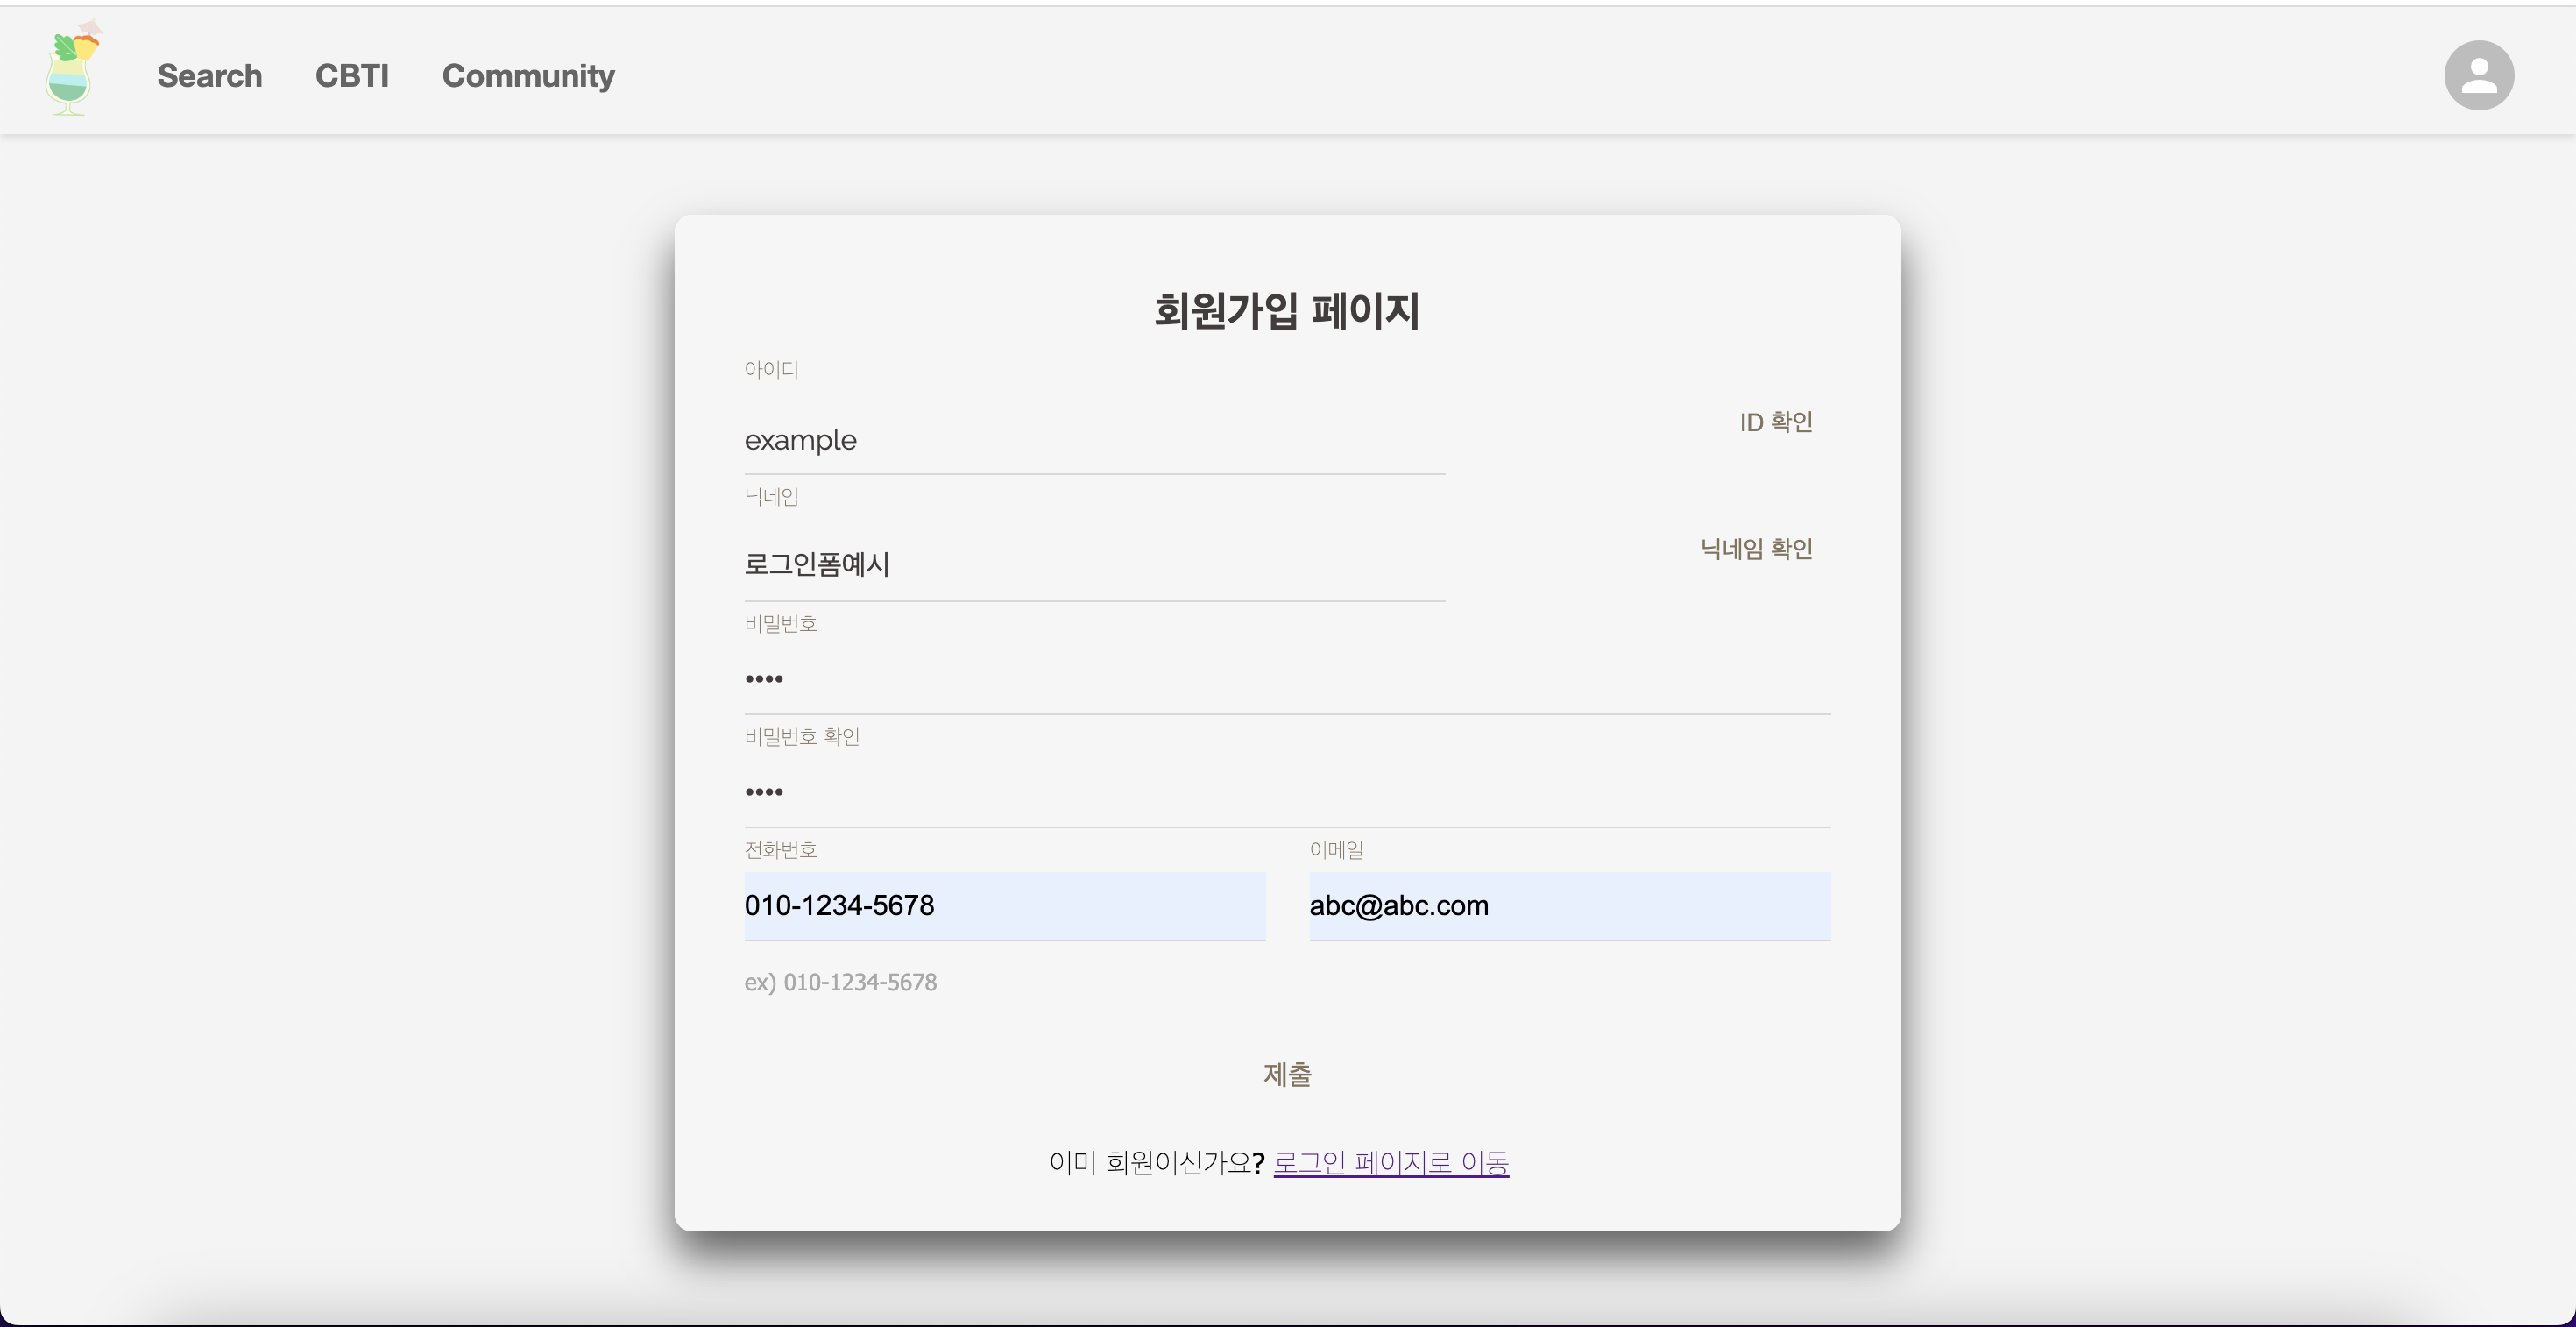 Search CBTI Community
회원가입 페이지
아이디
example
ID 확인
닉네임
로그인폼예시
닉네임 확인
비밀번호
••••
비밀번호 확인
••••
전화번호
010-1234-5678
ex) 010-1234-5678
이메일
abc@abc.com
제출
이미 회원이신가요? 로그인 페이지로 이동